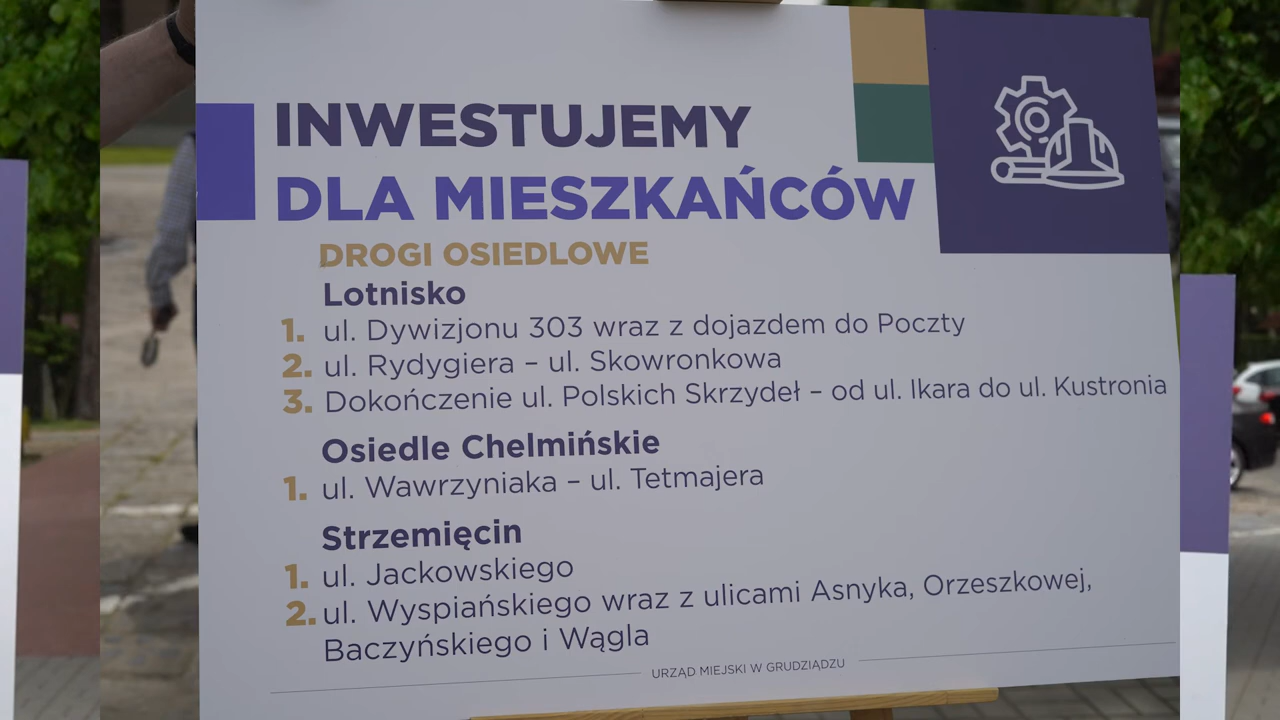 INWESTUJEMY
DLA MIESZKAŃCÓW
DROGI OSIEDLOWE
Lotnisko
1. ul. Dywizjonu 303 wraz z dojazdem do Poczty
2. ul. Rydygiera – ul. Skowronkowa
3. Dokończenie ul. Polskich Skrzydeł – od ul. Ikara do ul. Kustronia
Osiedle Chelmińskie
1. ul. Wawrzyniaka – ul. Tetmajera
Strzemięcin
1. ul. Jackowskiego
2. ul. Wyspiańskiego wraz z ulicami Asnyka, Orzeszkowej,
Baczyńskiego i Wągla
URZĄD MIEJSKI W GRUDZIĄDZU